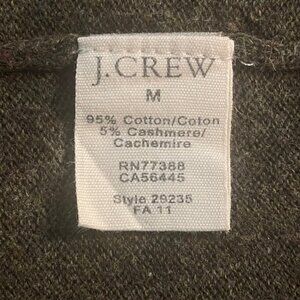 J.CREW
M
95% Cotton/Coton
5% Cashmere/
Cachemire
RN77388
CA56445
Style 29235
FA 11